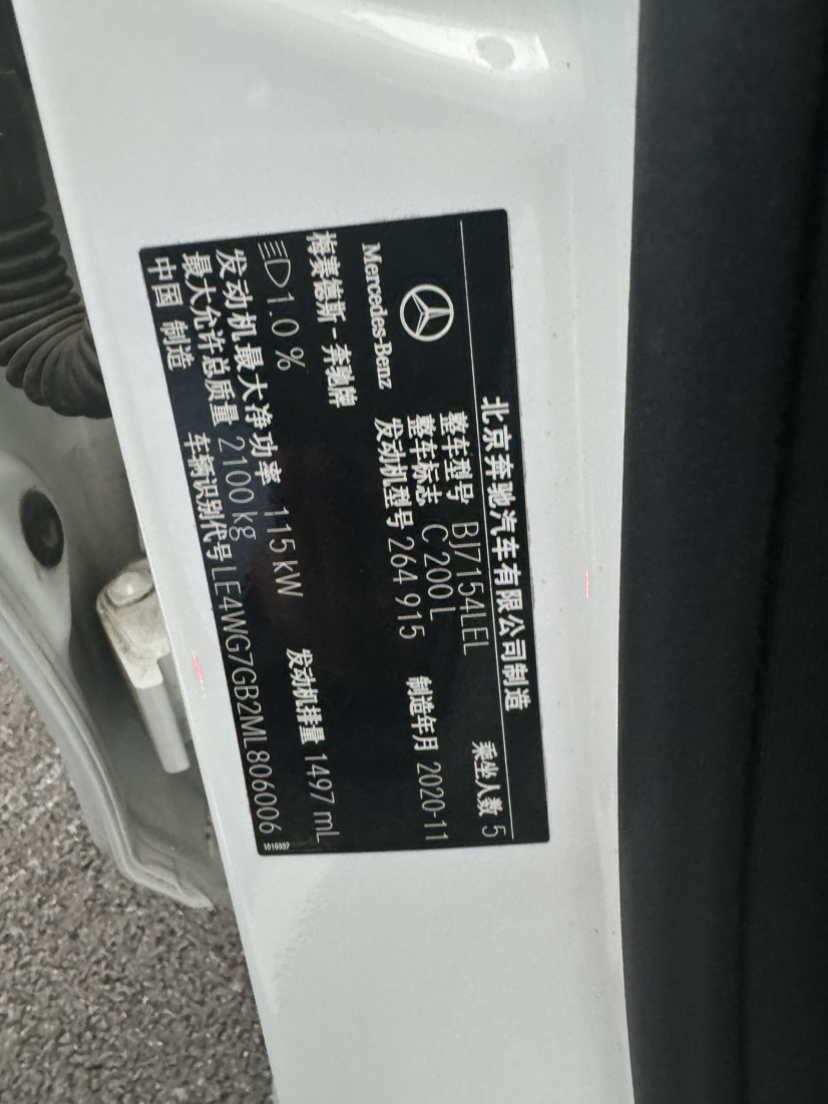 北京奔驰汽车有限公司制造
整车型号 BJ7154LEL 乘坐人数 5
整车标志 C 200 L
Mercedes-Benz 发动机型号 264 915 制造年月 2020-11
梅赛德斯-奔驰牌
1.0 % 发动机排量 1497 mL
发动机最大净功率 115 kW
最大允许总质量 2100 kg
中国 制造 车辆识别代号 LE4WG7GB2ML806006